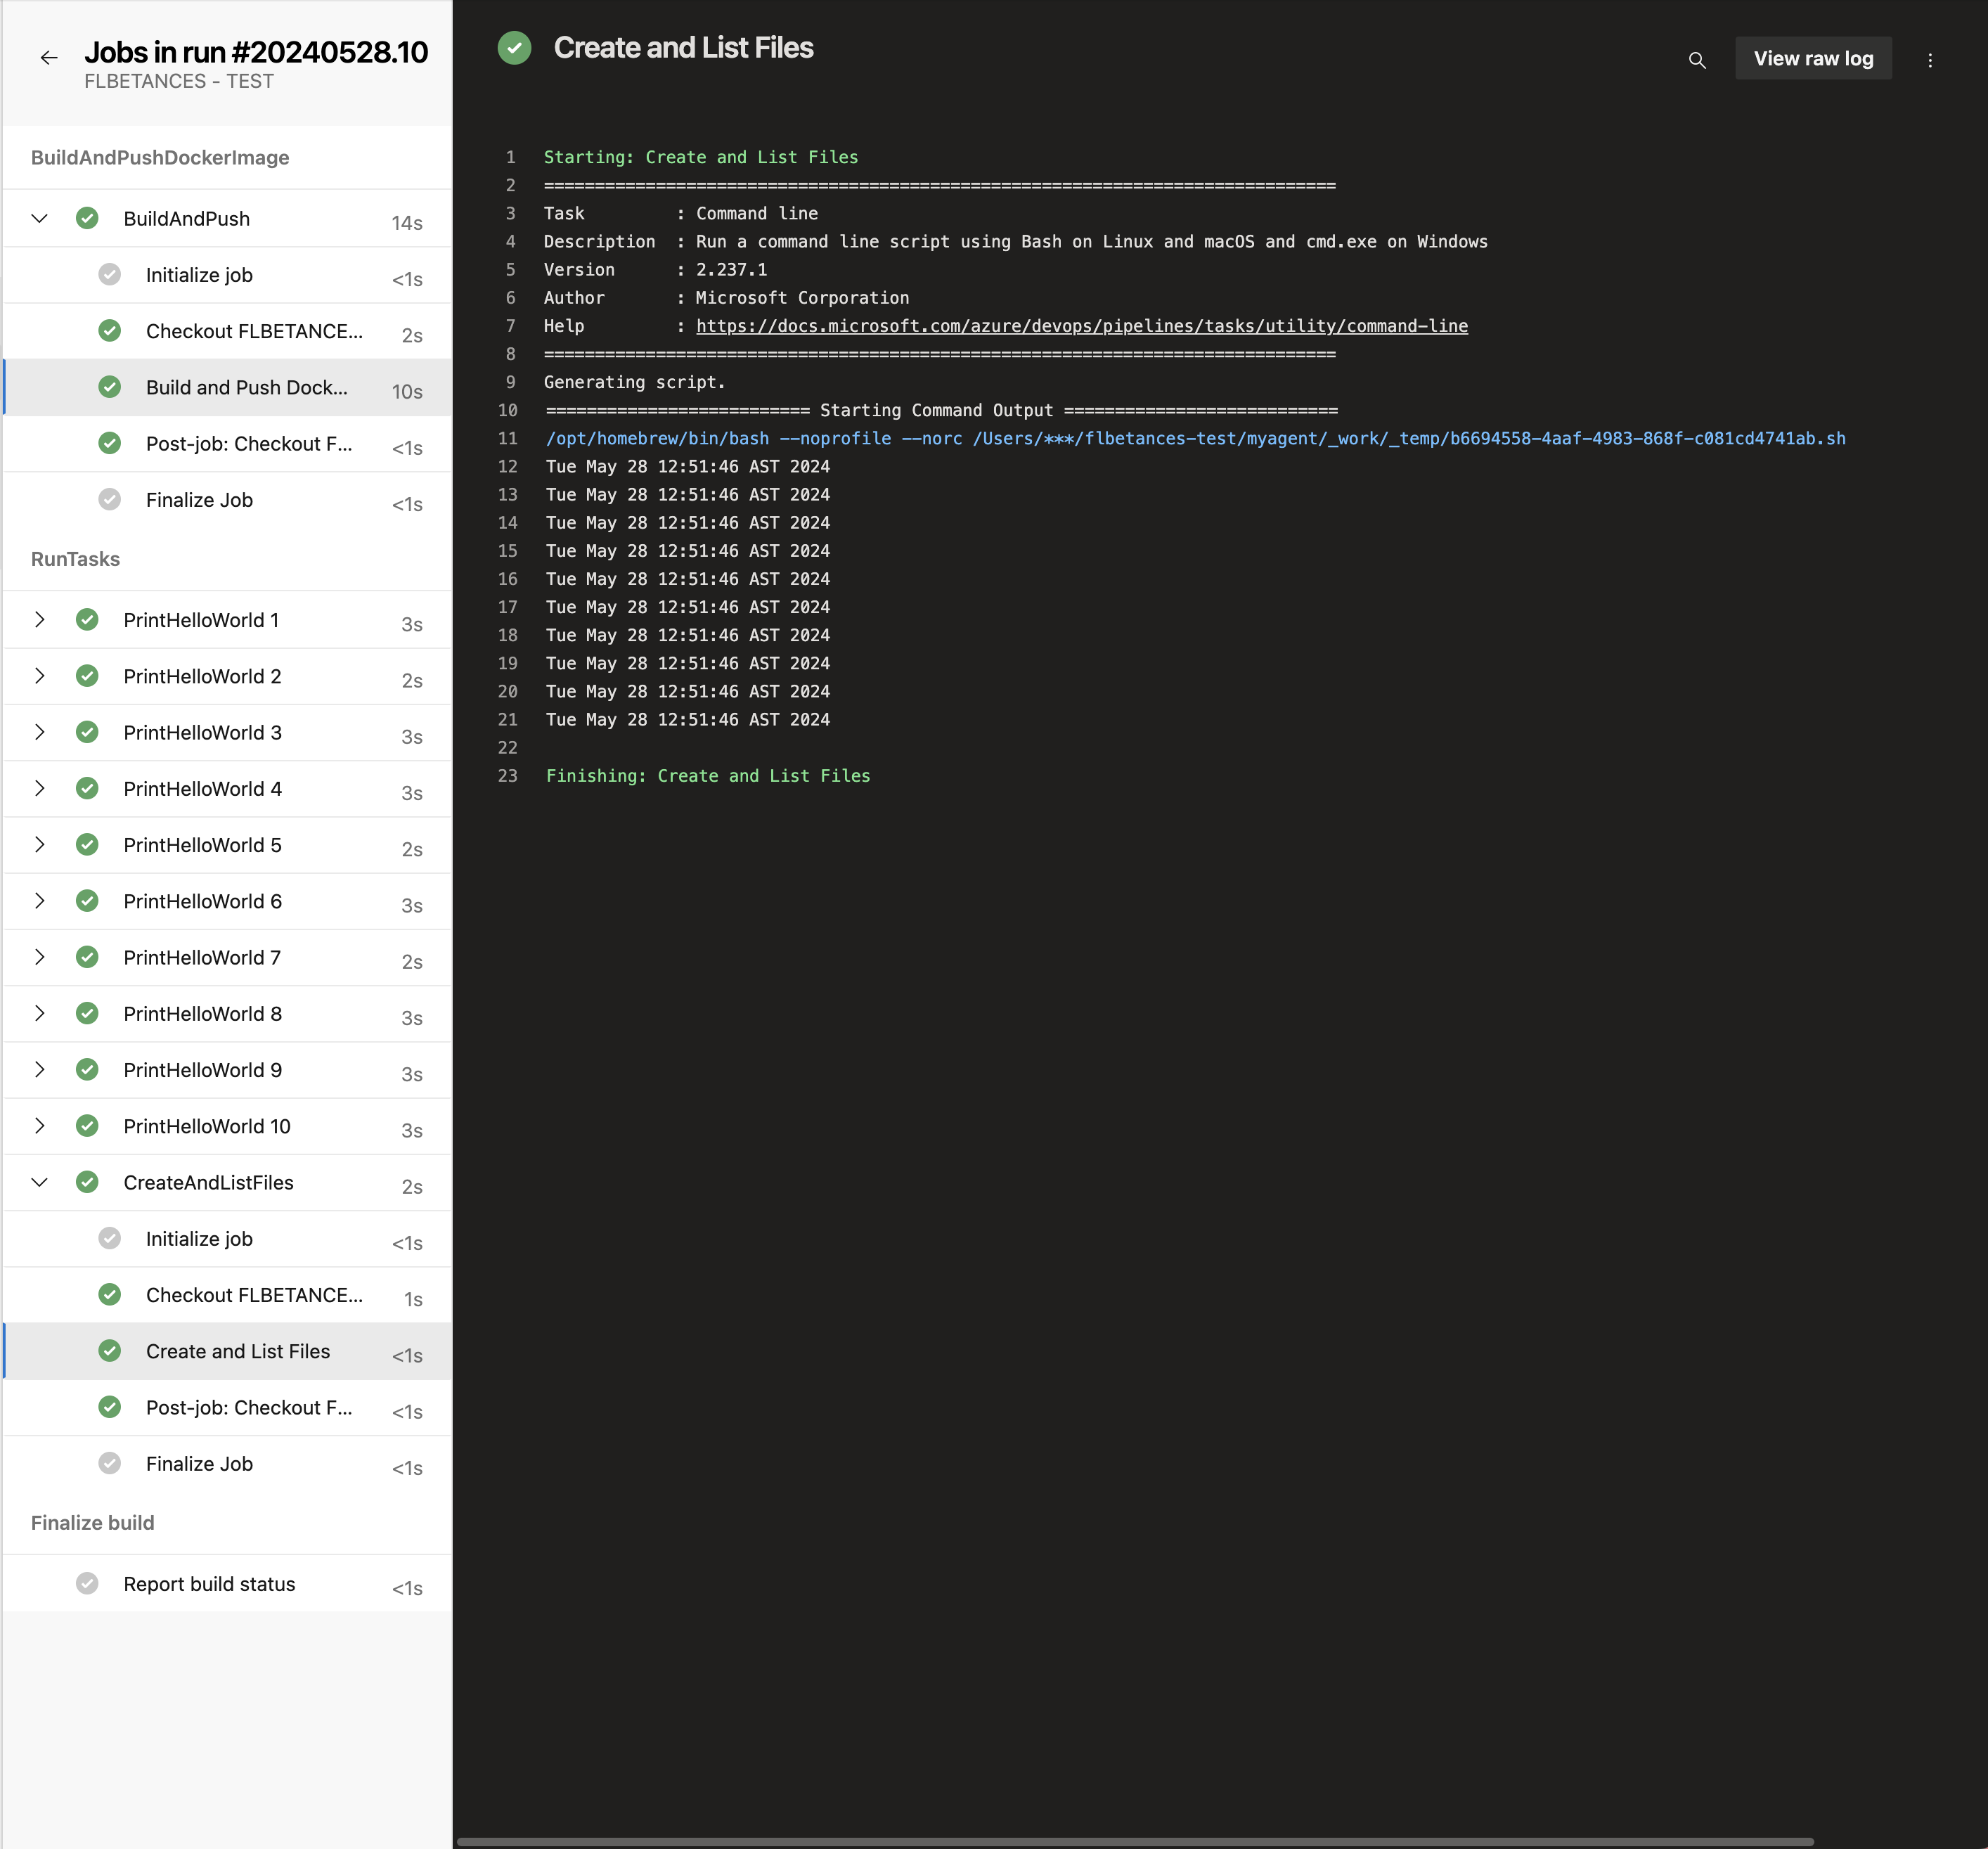 Jobs in run #20240528.10
FLBETANCES - TEST
BuildAndPushDockerImage
BuildAndPush 14s
Initialize job <1s
Checkout FLBETANCE... 2s
Build and Push Dock... 10s
Post-job: Checkout F... <1s
Finalize Job <1s
RunTasks
PrintHelloWorld 1 3s
PrintHelloWorld 2 2s
PrintHelloWorld 3 3s
PrintHelloWorld 4 3s
PrintHelloWorld 5 2s
PrintHelloWorld 6 3s
PrintHelloWorld 7 2s
PrintHelloWorld 8 3s
PrintHelloWorld 9 3s
PrintHelloWorld 10 3s
CreateAndListFiles 2s
Initialize job <1s
Checkout FLBETANCE... 1s
Create and List Files <1s
Post-job: Checkout F... <1s
Finalize Job <1s
Finalize build
Report build status <1s
Create and List Files
View raw log
1 Starting: Create and List Files
2 ==============================================================================
3 Task         : Command line
4 Description  : Run a command line script using Bash on Linux and macOS and cmd.exe on Windows
5 Version      : 2.237.1
6 Author       : Microsoft Corporation
7 Help         : https://docs.microsoft.com/azure/devops/pipelines/tasks/utility/command-line
8 ==============================================================================
9 Generating script.
10 ========================== Starting Command Output ===========================
11 /opt/homebrew/bin/bash --noprofile --norc /Users/***/flbetances-test/myagent/_work/_temp/b6694558-4aaf-4983-868f-c081cd4741ab.sh
12 Tue May 28 12:51:46 AST 2024
13 Tue May 28 12:51:46 AST 2024
14 Tue May 28 12:51:46 AST 2024
15 Tue May 28 12:51:46 AST 2024
16 Tue May 28 12:51:46 AST 2024
17 Tue May 28 12:51:46 AST 2024
18 Tue May 28 12:51:46 AST 2024
19 Tue May 28 12:51:46 AST 2024
20 Tue May 28 12:51:46 AST 2024
21 Tue May 28 12:51:46 AST 2024
22
23 Finishing: Create and List Files